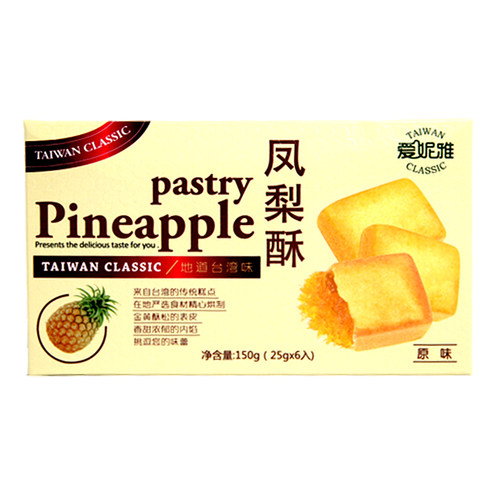 TAIWAN CLASSIC
TAIWAN
爱妮雅
CLASSIC
凤梨酥
pastry
Pineapple
Presents the delicious taste for you
TAIWAN CLASSIC / 地道台湾味
来自台湾的传统糕点
在地严选食材精心烘制
金黄酥松的表皮
香甜浓郁的内馅
挑逗您的味蕾
净含量:150g（25gx6入）
原味